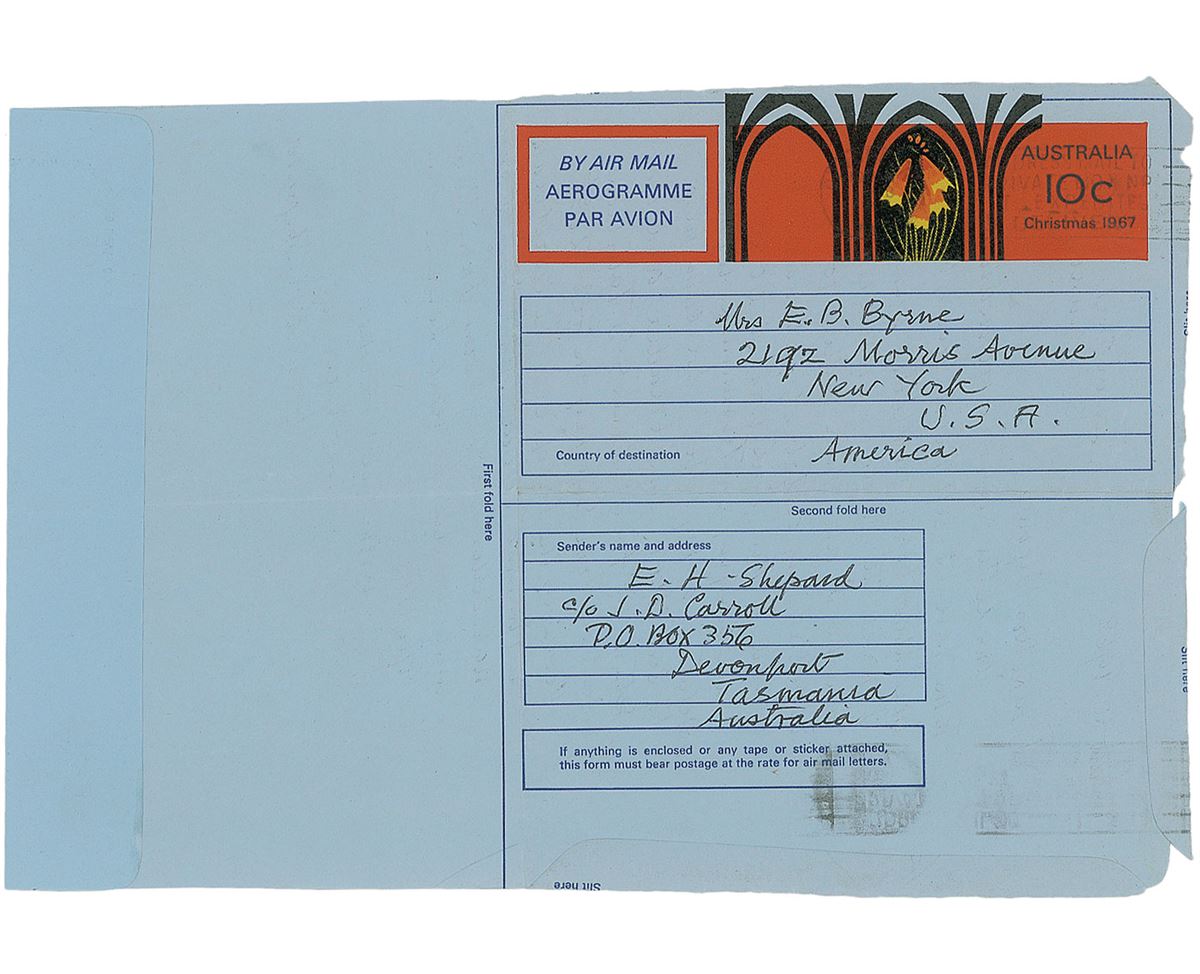 BY AIR MAIL
AEROGRAMME
PAR AVION
AUSTRALIA
10c
Christmas 1967
Mrs E. B. Byrne
2192 Morris Avenue
New York
U.S.A.
Country of destination America
First fold here
Second fold here
Sender's name and address
E. H. Shepard
c/o J. D. Carroll
P.O. Box 356
Devonport
Tasmania
Australia
If anything is enclosed or any tape or sticker attached,
this form must bear postage at the rate for air mail letters.
Slit here
Slit here
Slit here